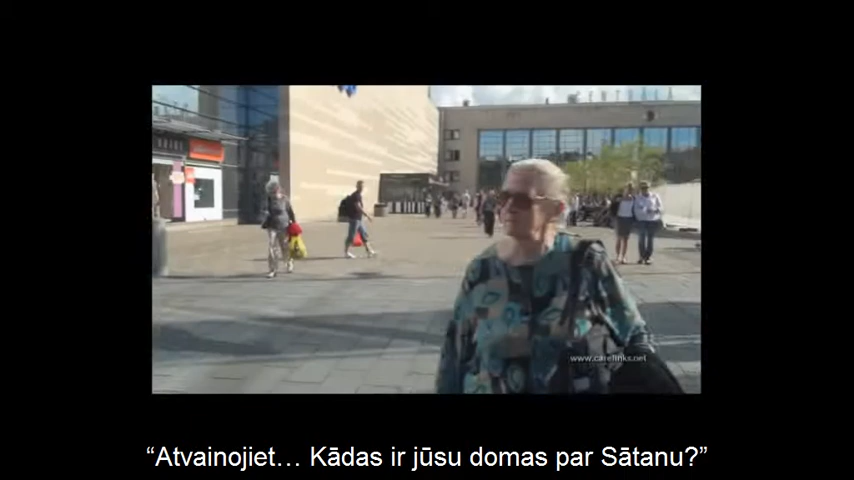 www.carelinks.net
“Atvainojiet… Kādas ir jūsu domas par Sātanu?”